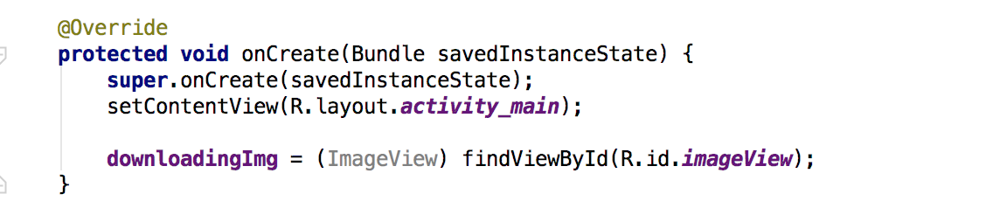 @Override
protected void onCreate(Bundle savedInstanceState) {
    super.onCreate(savedInstanceState);
    setContentView(R.layout.activity_main);

    downloadingImg = (ImageView) findViewById(R.id.imageView);
}